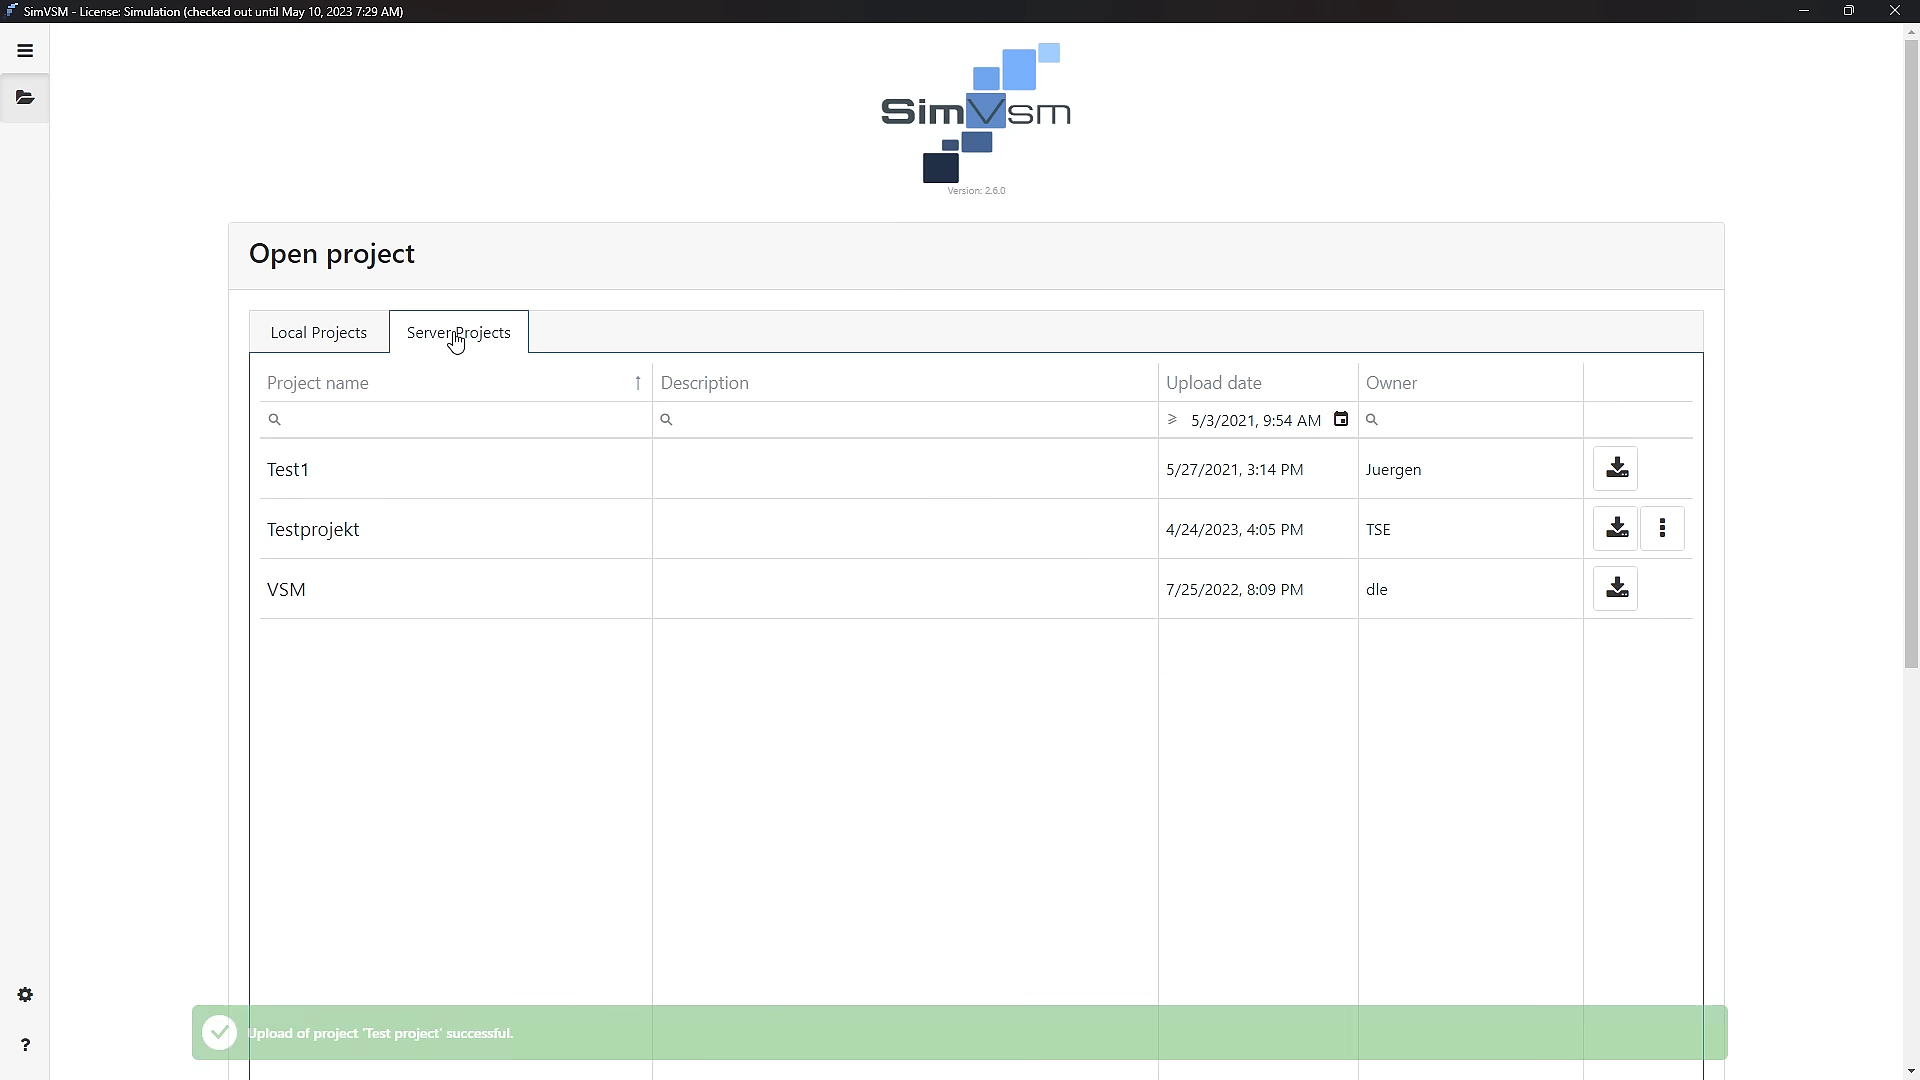 SimVSM - License: Simulation (checked out until May 10, 2023 7:29 AM)
SimVsm
Version: 2.6.0
Open project
Local Projects Server Projects
Project name ↑ Description Upload date Owner
≥ 5/3/2021, 9:54 AM
Test1 5/27/2021, 3:14 PM Juergen
Testprojekt 4/24/2023, 4:05 PM TSE
VSM 7/25/2022, 8:09 PM dle
Upload of project 'Test project' successful.
?